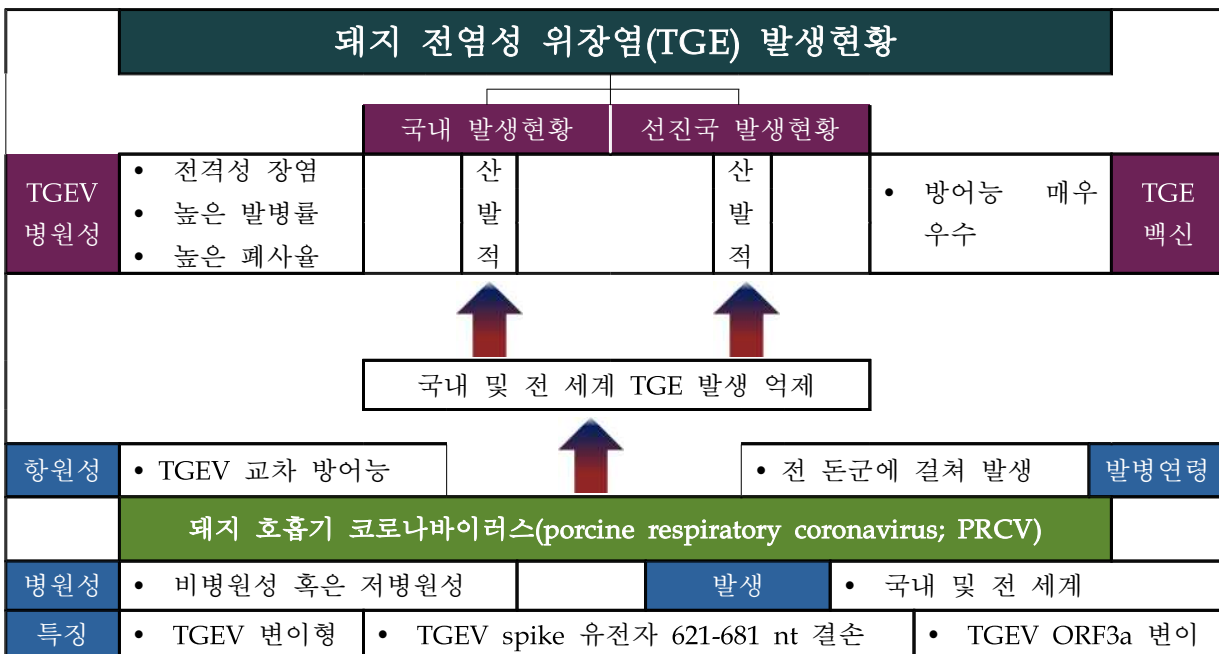 돼지 전염성 위장염(TGE) 발생현황
국내 발생현황
선진국 발생현황
TGEV
병원성
• 전격성 장염
• 높은 발병률
• 높은 폐사율
산
발
적
산
발
적
• 방어능 매우
우수
TGE
백신
국내 및 전 세계 TGE 발생 억제
항원성
• TGEV 교차 방어능
• 전 돈군에 걸쳐 발생
발병연령
돼지 호흡기 코로나바이러스(porcine respiratory coronavirus; PRCV)
병원성
• 비병원성 혹은 저병원성
발생
• 국내 및 전 세계
특징
• TGEV 변이형
• TGEV spike 유전자 621-681 nt 결손
• TGEV ORF3a 변이